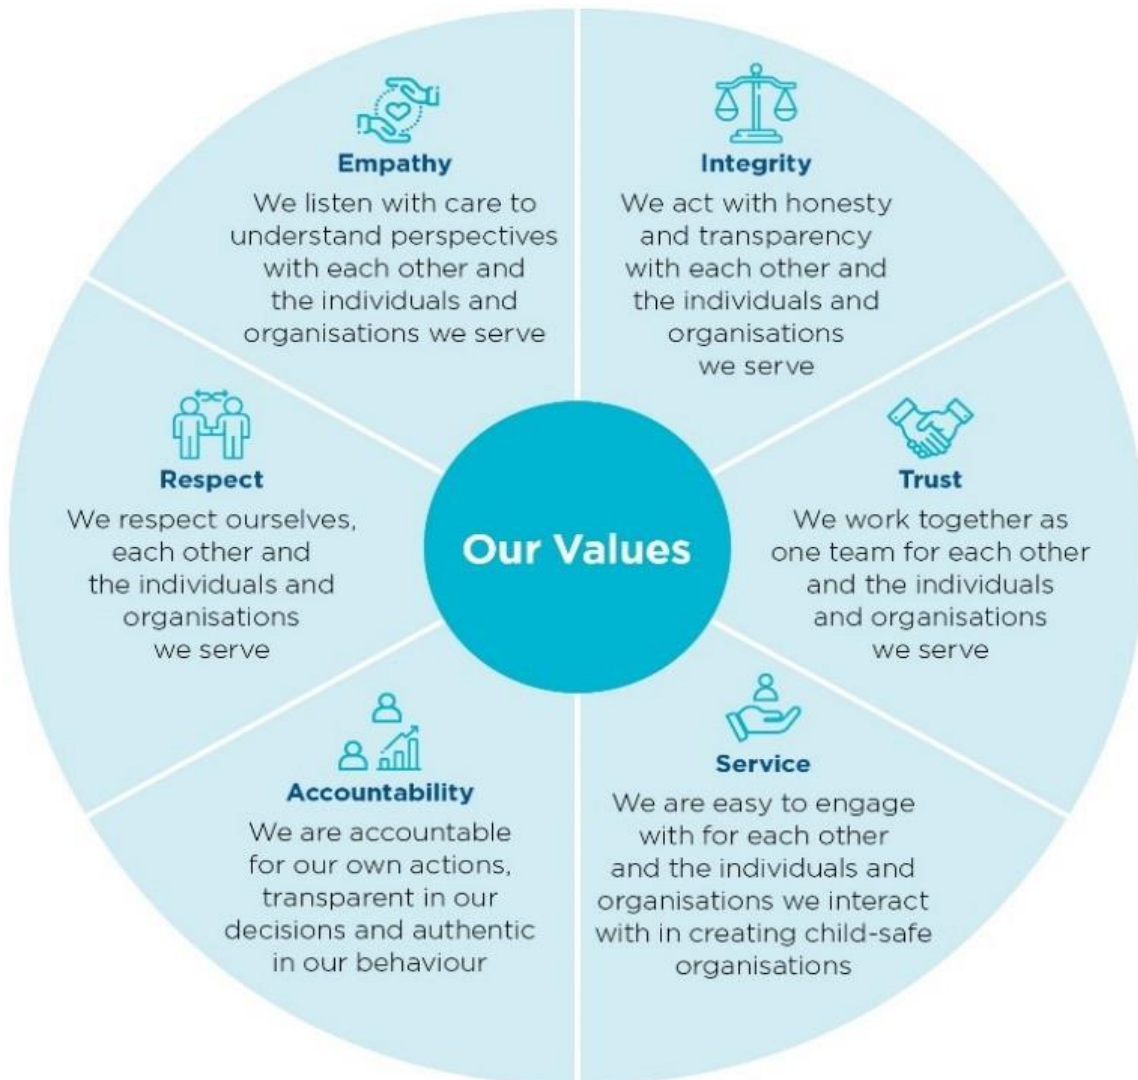 Empathy
We listen with care to
understand perspectives
with each other and
the individuals and
organisations we serve
Integrity
We act with honesty
and transparency
with each other and
the individuals and
organisations
we serve
Respect
We respect ourselves,
each other and
the individuals and
organisations
we serve
Our Values
Trust
We work together as
one team for each other
and the individuals
and organisations
we serve
Accountability
We are accountable
for our own actions,
transparent in our
decisions and authentic
in our behaviour
Service
We are easy to engage
with for each other
and the individuals and
organisations we interact
with in creating child-safe
organisations